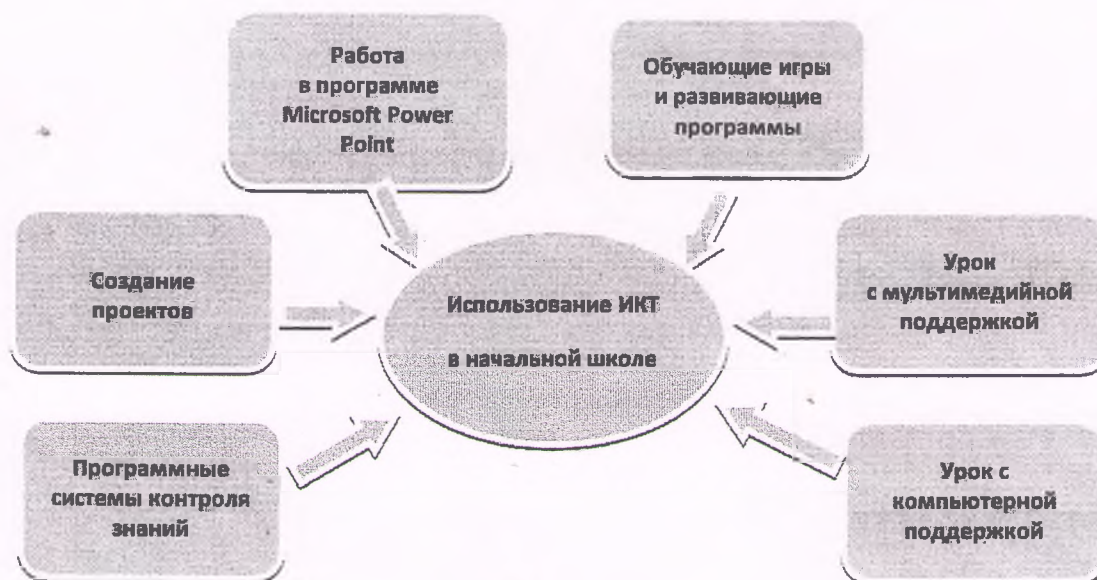 Работа
в программе
Microsoft Power
Point
Обучающие игры
и развивающие
программы
Создание
проектов
Использование ИКТ
в начальной школе
Урок
с мультимедийной
поддержкой
Программные
системы контроля
знаний
Урок с
компьютерной
поддержкой